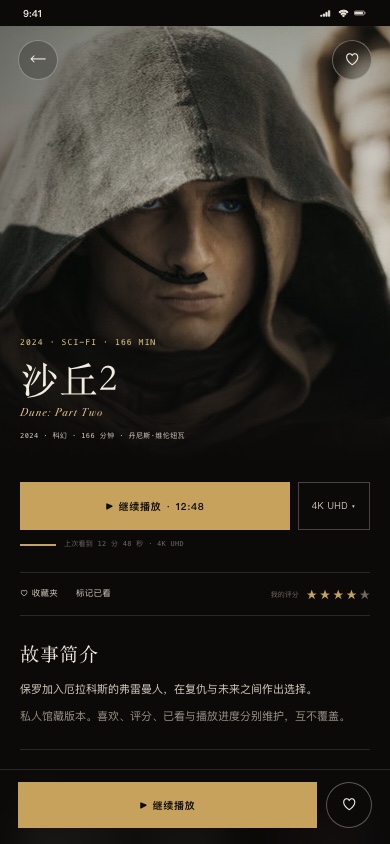 9:41
2024 · SCI-FI · 166 MIN
沙丘2
Dune: Part Two
2024 · 科幻 · 166 分钟 · 丹尼斯·维伦纽瓦
▶ 继续播放 · 12:48
4K UHD ▾
上次看到 12 分 48 秒 · 4K UHD
♡ 收藏夹 标记已看 我的评分 ★★★★★
故事简介
保罗加入厄拉科斯的弗雷曼人，在复仇与未来之间作出选择。
私人馆藏版本。喜欢、评分、已看与播放进度分别维护，互不覆盖。
▶ 继续播放